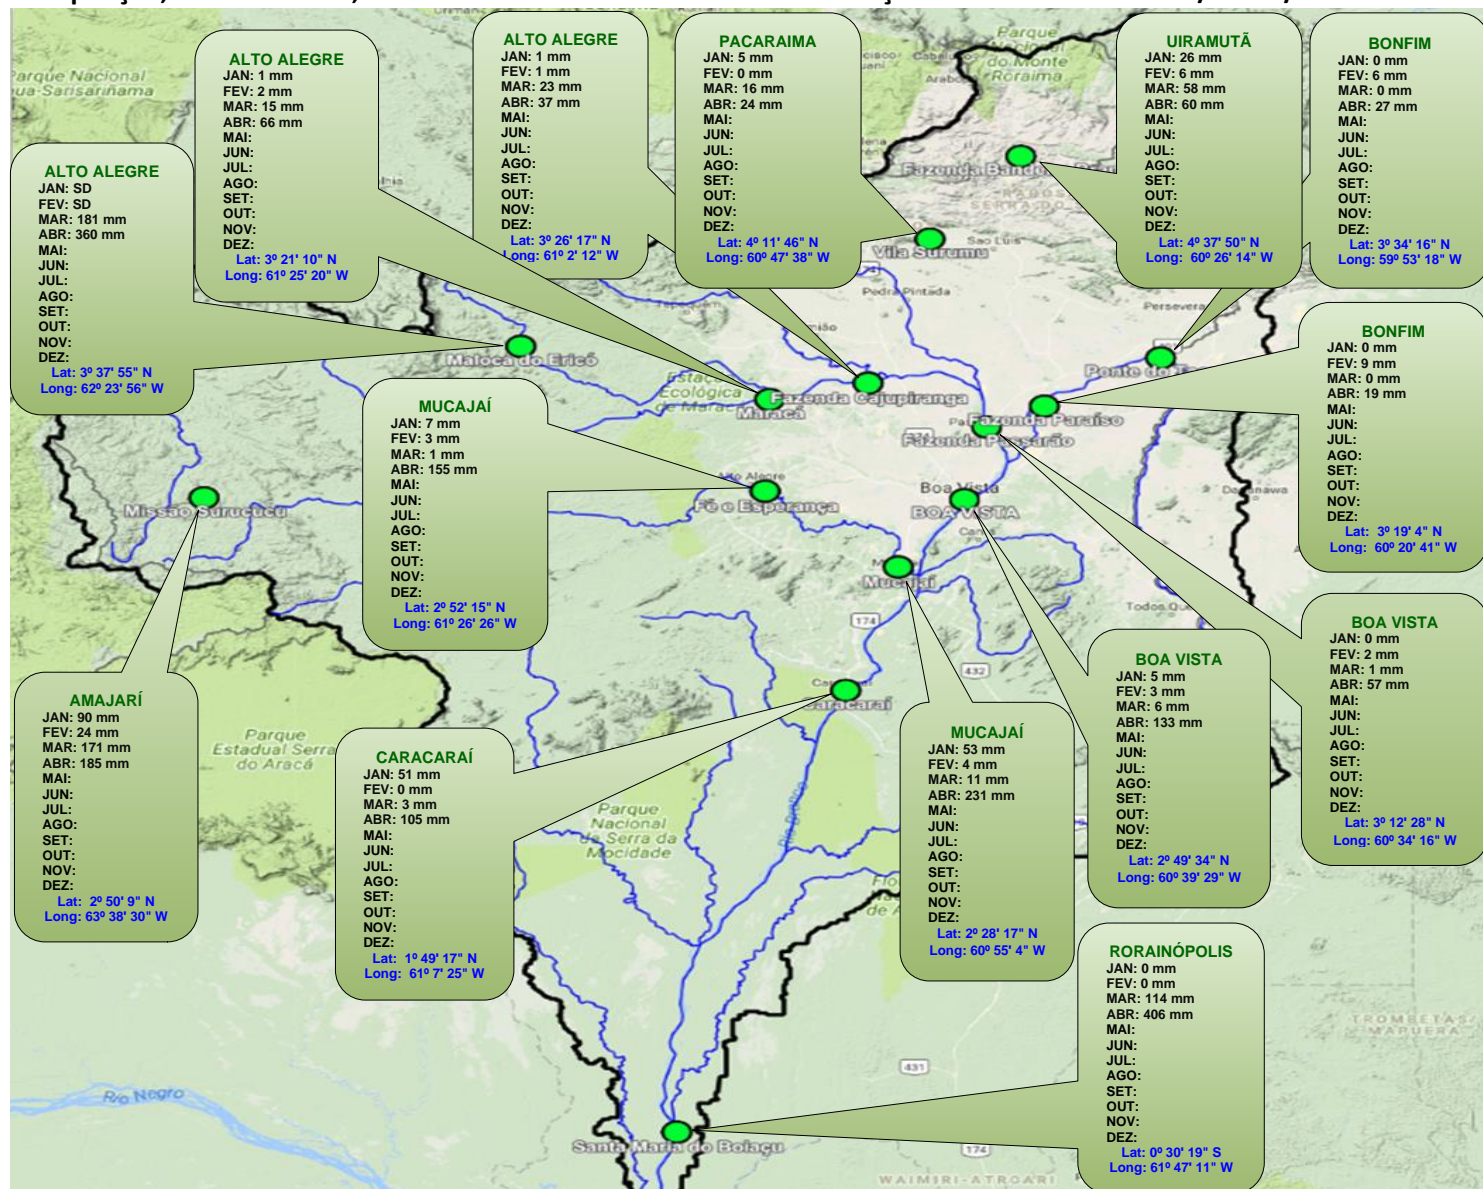 ALTO ALEGRE
JAN: 1 mm
FEV: 2 mm
MAR: 15 mm
ABR: 66 mm
MAI:
JUN:
JUL:
AGO:
SET:
OUT:
NOV:
DEZ:
Lat: 3º 21' 10" N
Long: 61º 25' 20" W
ALTO ALEGRE
JAN: 1 mm
FEV: 1 mm
MAR: 23 mm
ABR: 37 mm
MAI:
JUN:
JUL:
AGO:
SET:
OUT:
NOV:
DEZ:
Lat: 3º 26' 17" N
Long: 61º 2' 12" W
PACARAIMA
JAN: 5 mm
FEV: 0 mm
MAR: 16 mm
ABR: 24 mm
MAI:
JUN:
JUL:
AGO:
SET:
OUT:
NOV:
DEZ:
Lat: 4º 11' 46" N
Long: 60º 47' 38" W
UIRAMUTÃ
JAN: 26 mm
FEV: 6 mm
MAR: 58 mm
ABR: 60 mm
MAI:
JUN:
JUL:
AGO:
SET:
OUT:
NOV:
DEZ:
Lat: 4º 37' 50" N
Long: 60º 26' 14" W
BONFIM
JAN: 0 mm
FEV: 6 mm
MAR: 0 mm
ABR: 27 mm
MAI:
JUN:
JUL:
AGO:
SET:
OUT:
NOV:
DEZ:
Lat: 3º 34' 16" N
Long: 59º 53' 18" W
ALTO ALEGRE
JAN: SD
FEV: SD
MAR: 181 mm
ABR: 360 mm
MAI:
JUN:
JUL:
AGO:
SET:
OUT:
NOV:
DEZ:
Lat: 3º 37' 55" N
Long: 62º 23' 56" W
BONFIM
JAN: 0 mm
FEV: 9 mm
MAR: 0 mm
ABR: 19 mm
MAI:
JUN:
JUL:
AGO:
SET:
OUT:
NOV:
DEZ:
Lat: 3º 19' 4" N
Long: 60º 20' 41" W
MUCAJAÍ
JAN: 7 mm
FEV: 3 mm
MAR: 1 mm
ABR: 155 mm
MAI:
JUN:
JUL:
AGO:
SET:
OUT:
NOV:
DEZ:
Lat: 2º 52' 15" N
Long: 61º 26' 26" W
BOA VISTA
JAN: 0 mm
FEV: 2 mm
MAR: 1 mm
ABR: 57 mm
MAI:
JUN:
JUL:
AGO:
SET:
OUT:
NOV:
DEZ:
Lat: 3º 12' 28" N
Long: 60º 34' 16" W
BOA VISTA
JAN: 5 mm
FEV: 3 mm
MAR: 6 mm
ABR: 133 mm
MAI:
JUN:
JUL:
AGO:
SET:
OUT:
NOV:
DEZ:
Lat: 2º 49' 34" N
Long: 60º 39' 29" W
AMAJARÍ
JAN: 90 mm
FEV: 24 mm
MAR: 171 mm
ABR: 185 mm
MAI:
JUN:
JUL:
AGO:
SET:
OUT:
NOV:
DEZ:
Lat: 2º 50' 9" N
Long: 63º 38' 30" W
CARACARAÍ
JAN: 51 mm
FEV: 0 mm
MAR: 3 mm
ABR: 105 mm
MAI:
JUN:
JUL:
AGO:
SET:
OUT:
NOV:
DEZ:
Lat: 1º 49' 17" N
Long: 61º 7' 25" W
MUCAJAÍ
JAN: 53 mm
FEV: 4 mm
MAR: 11 mm
ABR: 231 mm
MAI:
JUN:
JUL:
AGO:
SET:
OUT:
NOV:
DEZ:
Lat: 2º 28' 17" N
Long: 60º 55' 4" W
RORAINÓPOLIS
JAN: 0 mm
FEV: 0 mm
MAR: 114 mm
ABR: 406 mm
MAI:
JUN:
JUL:
AGO:
SET:
OUT:
NOV:
DEZ:
Lat: 0º 30' 19" S
Long: 61º 47' 11" W
Parque
do Monte
Roraima
Parque Nacional
Vila Surumu
São Luís
Pedra Pintada
Maloca do Ericó
Ecológica
Maracá
Fazenda Cajupiranga
Ponte do
Fazenda Paraíso
Fazenda Passarão
Alto Alegre
Fé e Esperança
Boa Vista
BOA VISTA
Missão Surucucu
Mucajaí
174
432
Caracaraí
Parque
Estadual Serra
do Aracá
Parque
Nacional
da Serra da
Mocidade
Rio Branco
Rio Negro
431
174
Santa Maria do Boiaçu
WAIMIRI-ATROARI
TROMBETAS/
MAPUERA